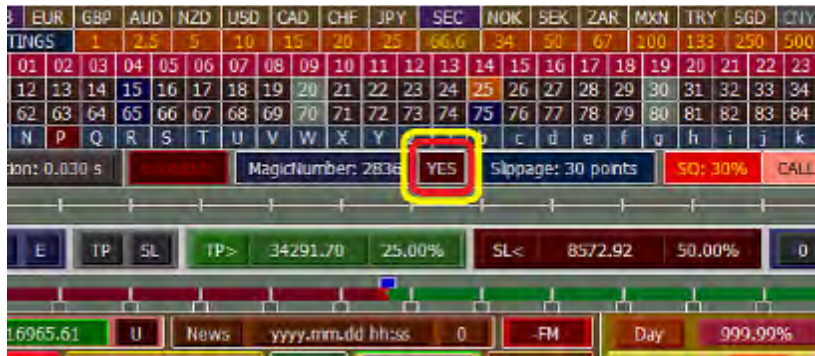 EUR GBP AUD NZD USD CAD CHF JPY SEC NOK SEK ZAR MXN TRY SGD CNY
TINGS 1 2.5 5 10 15 20 25 66.6 34 50 67 100 133 250 500
01 02 03 04 05 06 07 08 09 10 11 12 13 14 15 16 17 18 19 20 21 22 23
12 13 14 15 16 17 18 19 20 21 22 23 24 25 26 27 28 29 30 31 32 33 34
62 63 64 65 66 67 68 69 70 71 72 73 74 75 76 77 78 79 80 81 82 83 84
N P Q R S T U V W X Y b c d e f g h i j k
ion: 0.030 s MagicNumber: 2836 YES Slippage: 30 points SQ: 30% CALL
E TP SL TP> 34291.70 25.00% SL< 8572.92 50.00% 0
16965.61 U News yyyy.mm.dd hh:ss 0 -FM Day 999.99%